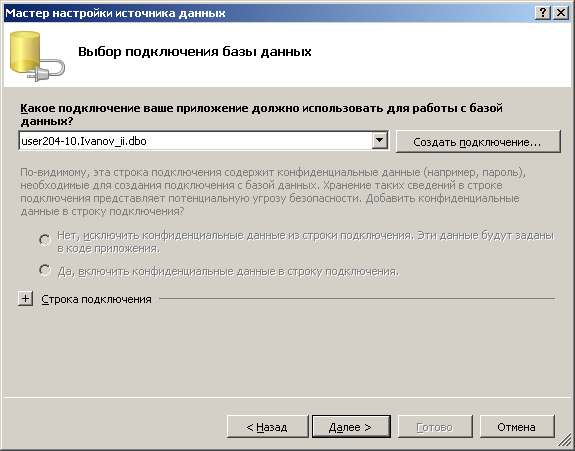 Мастер настройки источника данных
Выбор подключения базы данных
Какое подключение ваше приложение должно использовать для работы с базой
данных?
user204-10.Ivanov_ii.dbo
Создать подключение...
По-видимому, эта строка подключения содержит конфиденциальные данные (например, пароль),
необходимые для создания подключения с базой данных. Хранение таких сведений в строке
подключения представляет потенциальную угрозу безопасности. Добавить конфиденциальные
данные в строку подключения?
Нет, исключить конфиденциальные данные из строки подключения. Эти данные будут заданы
в коде приложения.
Да, включить конфиденциальные данные в строку подключения.
Строка подключения
< Назад
Далее >
Готово
Отмена